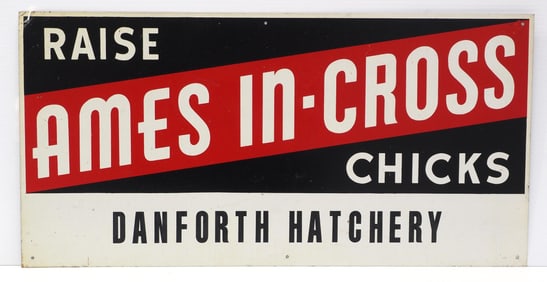 RAISE
AMES IN-CROSS
CHICKS
DANFORTH HATCHERY